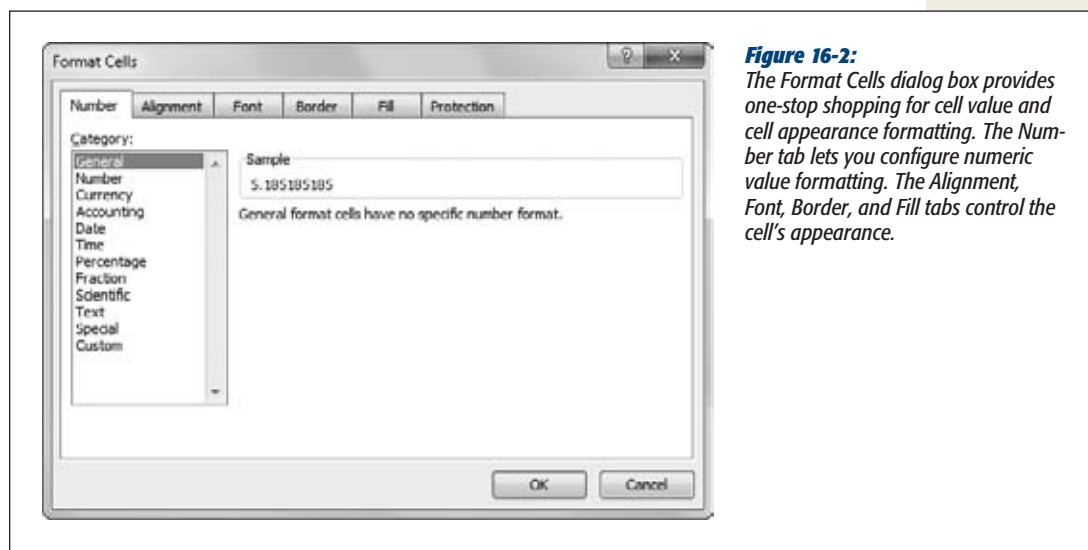 Format Cells
Number Alignment Font Border Fill Protection
Category:
General
Number
Currency
Accounting
Date
Time
Percentage
Fraction
Scientific
Text
Special
Custom
Sample
5.185185185
General format cells have no specific number format.
OK Cancel
Figure 16-2:
The Format Cells dialog box provides
one-stop shopping for cell value and
cell appearance formatting. The Num-
ber tab lets you configure numeric
value formatting. The Alignment,
Font, Border, and Fill tabs control the
cell's appearance.